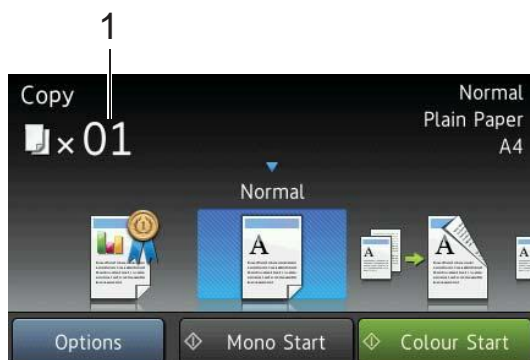 1
Copy
× 01
Normal
Plain Paper
A4
Normal
A
A
A
Options
Mono Start
Colour Start